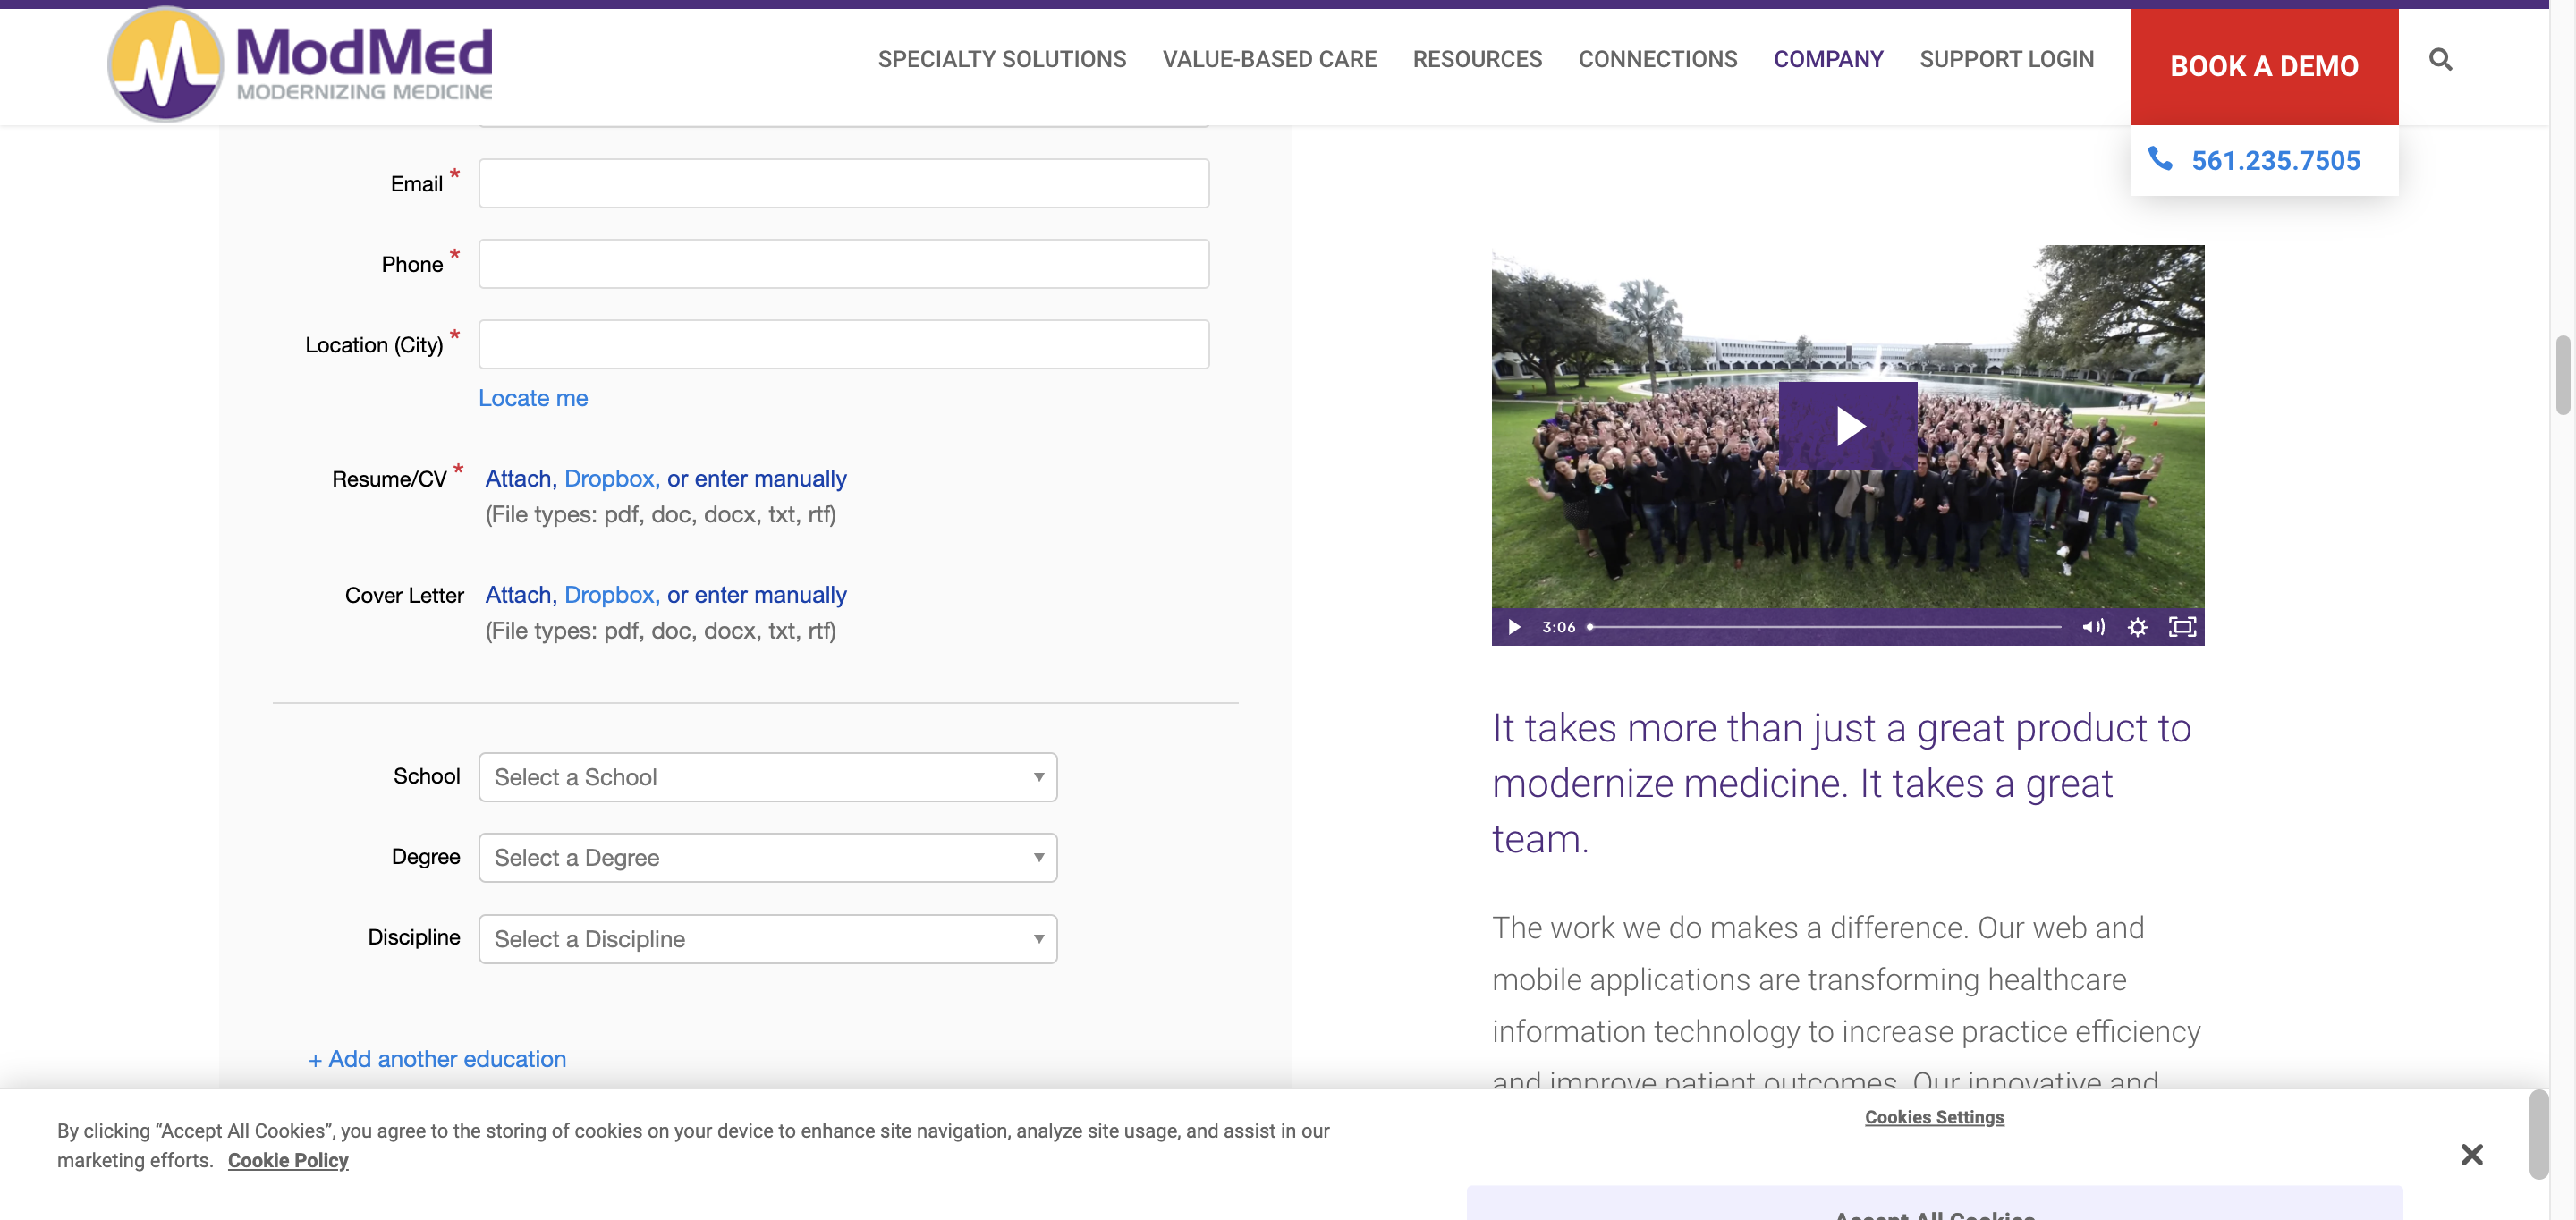 ModMed
MODERNIZING MEDICINE
SPECIALTY SOLUTIONS VALUE-BASED CARE RESOURCES CONNECTIONS COMPANY SUPPORT LOGIN BOOK A DEMO
561.235.7505
Email *
Phone *
Location (City) *
Locate me
Resume/CV * Attach, Dropbox, or enter manually
(File types: pdf, doc, docx, txt, rtf)
Cover Letter Attach, Dropbox, or enter manually
(File types: pdf, doc, docx, txt, rtf)
School Select a School
Degree Select a Degree
Discipline Select a Discipline
+ Add another education
3:06
It takes more than just a great product to
modernize medicine. It takes a great
team.
The work we do makes a difference. Our web and
mobile applications are transforming healthcare
information technology to increase practice efficiency
and improve patient outcomes. Our innovative and
By clicking “Accept All Cookies”, you agree to the storing of cookies on your device to enhance site navigation, analyze site usage, and assist in our
marketing efforts. Cookie Policy
Cookies Settings
Accept All Cookies